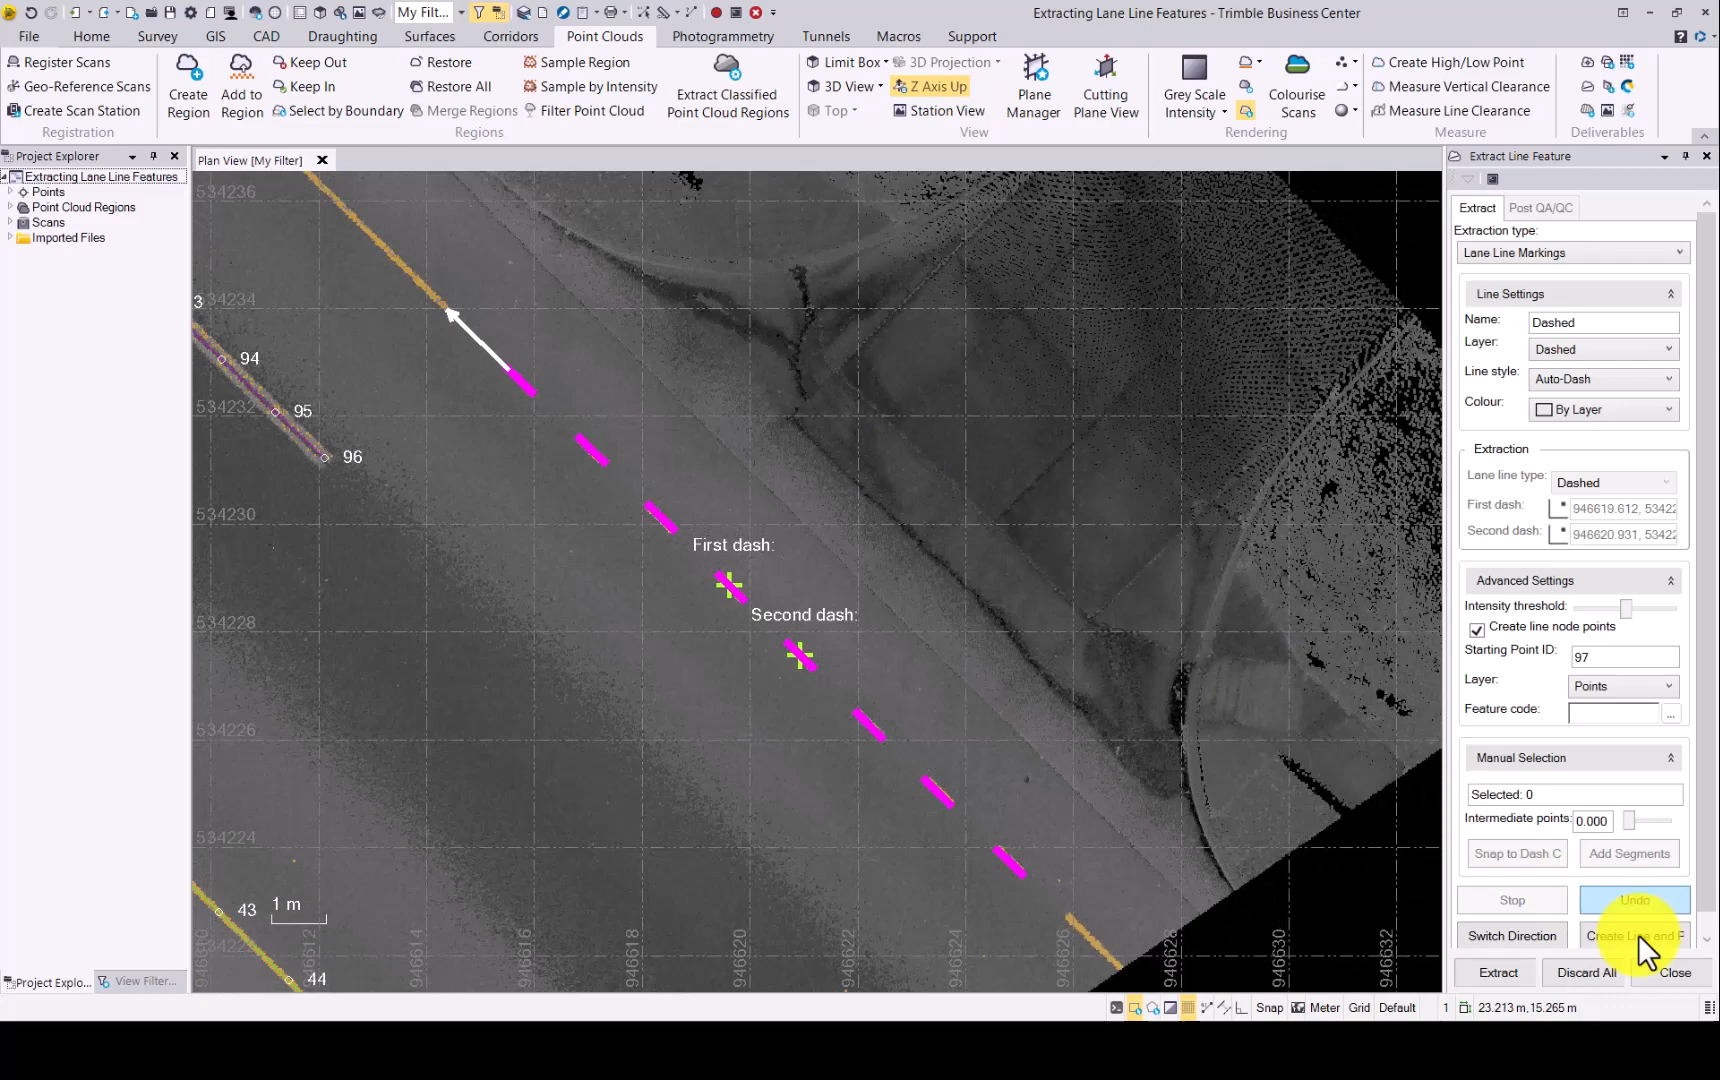 My Filt...
Extracting Lane Line Features - Trimble Business Center
File Home Survey GIS CAD Draughting Surfaces Corridors Point Clouds Photogrammetry Tunnels Macros Support
Register Scans
Geo-Reference Scans
Create Scan Station
Registration
Create Region
Add to Region
Keep Out
Keep In
Select by Boundary
Restore
Restore All
Merge Regions
Sample Region
Sample by Intensity
Filter Point Cloud
Extract Classified Point Cloud Regions
Regions
Limit Box
3D View
Top
3D Projection
Z Axis Up
Station View
Plane Manager
Cutting Plane View
View
Grey Scale Intensity
Colourise Scans
Rendering
Create High/Low Point
Measure Vertical Clearance
Measure Line Clearance
Measure
Deliverables
Project Explorer
Extracting Lane Line Features
Points
Point Cloud Regions
Scans
Imported Files
Project Explo...
View Filter...
Plan View [My Filter]
534236
534234
3
94
534232
95
96
534230
First dash:
Second dash:
534228
534226
534224
43
1 m
44
946612
946614
946616
946618
946620
946622
946624
946626
946628
946630
946632
Extract Line Feature
Extract Post QA/QC
Extraction type:
Lane Line Markings
Line Settings
Name: Dashed
Layer: Dashed
Line style: Auto-Dash
Colour: By Layer
Extraction
Lane line type: Dashed
First dash: 946619.612, 53422
Second dash: 946620.931, 53422
Advanced Settings
Intensity threshold:
Create line node points
Starting Point ID: 97
Layer: Points
Feature code: ...
Manual Selection
Selected: 0
Intermediate points: 0.000
Snap to Dash C Add Segments
Stop Undo
Switch Direction Create Line and F
Extract Discard All Close
Snap Meter Grid Default 1 23.213 m,15.265 m